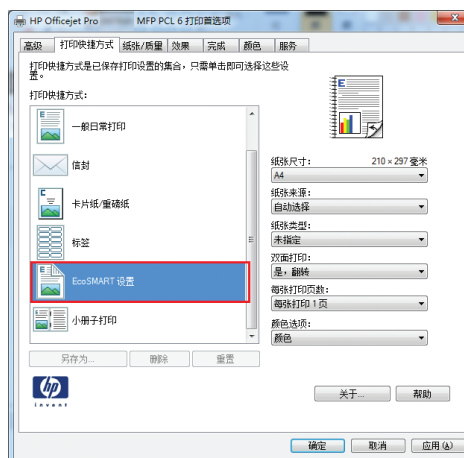 HP Officejet Pro MFP PCL 6 打印首选项
高级 打印快捷方式 纸张/质量 效果 完成 颜色 服务
打印快捷方式是已保存打印设置的集合，只需单击即可选择这些设
置。
打印快捷方式：
一般日常打印
信封
卡片纸/重磅纸
标签
EcoSMART 设置
小册子打印
另存为... 删除 重置
纸张尺寸： 210 × 297 毫米
A4
纸张来源：
自动选择
纸张类型：
未指定
双面打印：
是，翻转
每张打印页数：
每张打印 1 页
颜色选项：
颜色
hp
invent
关于... 帮助
确定 取消 应用(A)